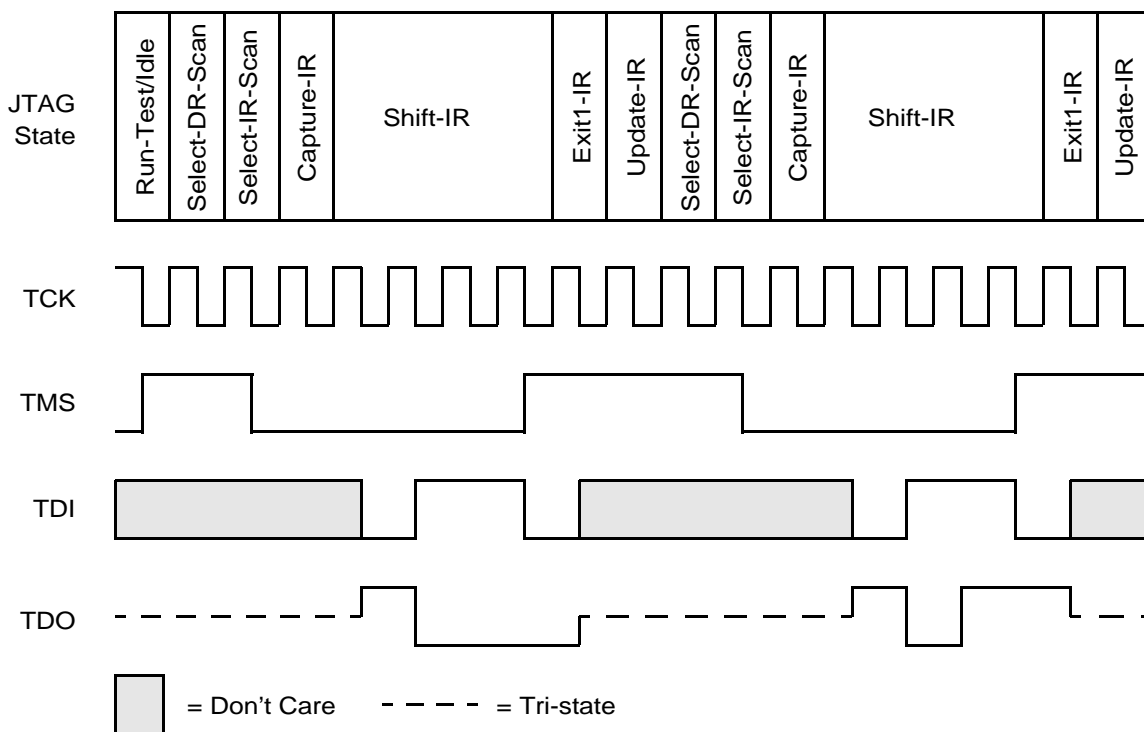 JTAG
State
Run-Test/Idle
Select-DR-Scan
Select-IR-Scan
Capture-IR
Shift-IR
Exit1-IR
Update-IR
Select-DR-Scan
Select-IR-Scan
Capture-IR
Shift-IR
Exit1-IR
Update-IR
TCK
TMS
TDI
TDO
= Don't Care
= Tri-state